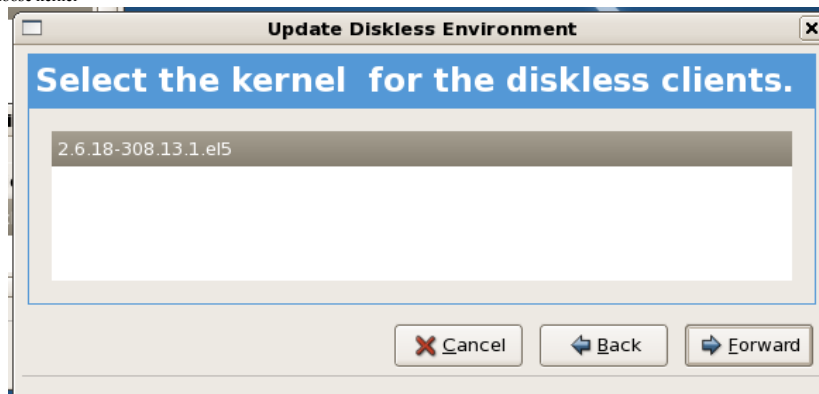 Update Diskless Environment
Select the kernel  for the diskless clients.
2.6.18-308.13.1.el5
Cancel Back Forward